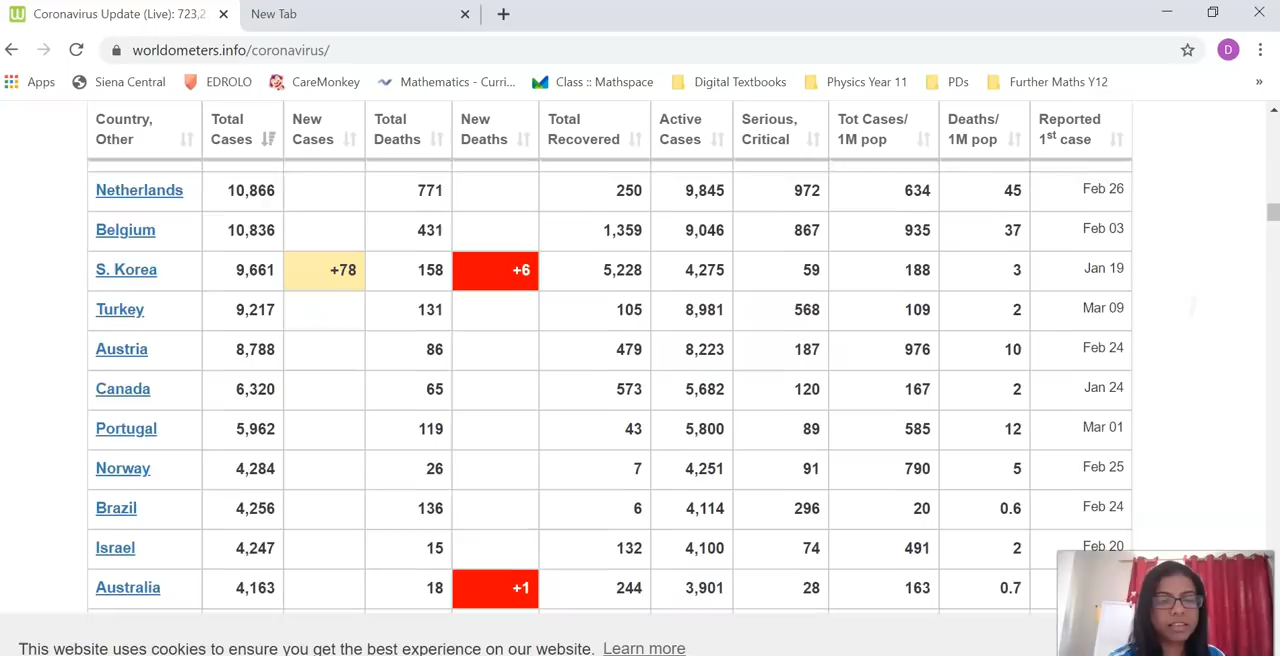 Coronavirus Update (Live): 723,2
New Tab
worldometers.info/coronavirus/
D
Apps Siena Central EDROLO CareMonkey Mathematics - Curri... Class :: Mathspace Digital Textbooks Physics Year 11 PDs Further Maths Y12 »
Country, Other Total Cases New Cases Total Deaths New Deaths Total Recovered Active Cases Serious, Critical Tot Cases/ 1M pop Deaths/ 1M pop Reported 1st case
Netherlands 10,866 771 250 9,845 972 634 45 Feb 26
Belgium 10,836 431 1,359 9,046 867 935 37 Feb 03
S. Korea 9,661 +78 158 +6 5,228 4,275 59 188 3 Jan 19
Turkey 9,217 131 105 8,981 568 109 2 Mar 09
Austria 8,788 86 479 8,223 187 976 10 Feb 24
Canada 6,320 65 573 5,682 120 167 2 Jan 24
Portugal 5,962 119 43 5,800 89 585 12 Mar 01
Norway 4,284 26 7 4,251 91 790 5 Feb 25
Brazil 4,256 136 6 4,114 296 20 0.6 Feb 24
Israel 4,247 15 132 4,100 74 491 2 Feb 20
Australia 4,163 18 +1 244 3,901 28 163 0.7
This website uses cookies to ensure you get the best experience on our website. Learn more